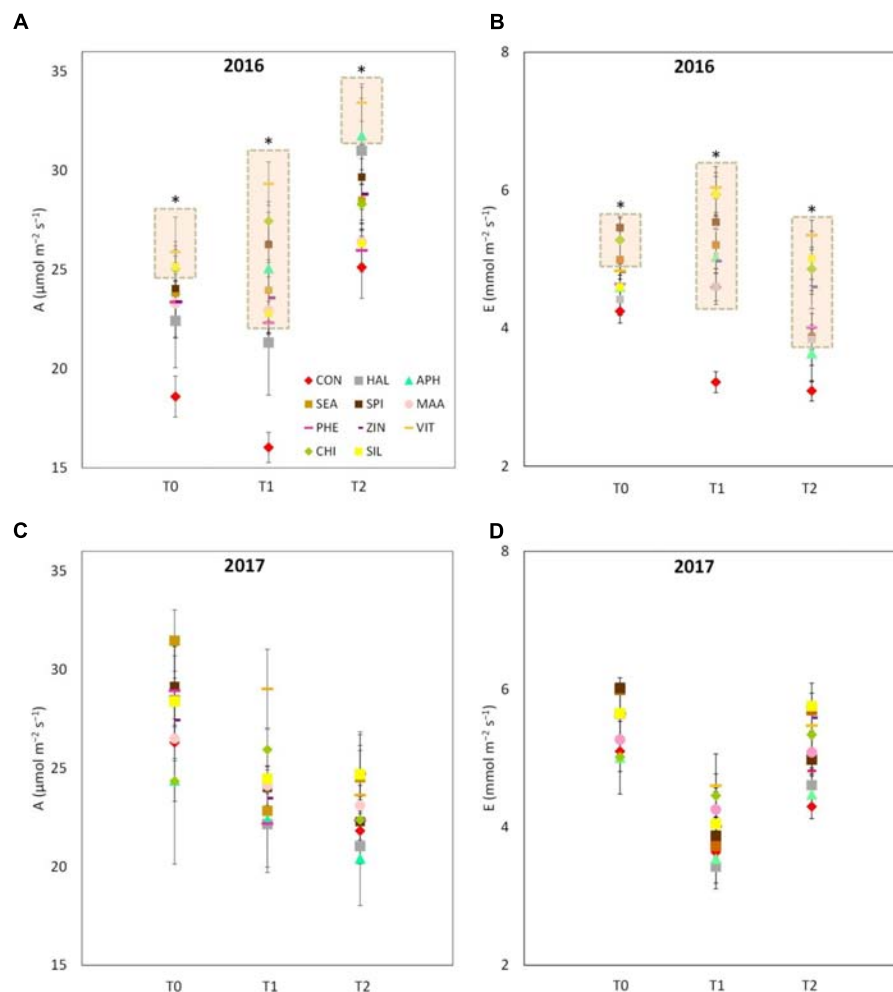 A
2016
35
30
25
20
15
A (μmol m⁻² s⁻¹)
*
*
*
CON HAL APH
SEA SPI MAA
PHE ZIN VIT
CHI SIL
T0 T1 T2
B
2016
8
6
4
2
E (mmol m⁻² s⁻¹)
*
*
*
T0 T1 T2
C
2017
35
30
25
20
15
A (μmol m⁻² s⁻¹)
T0 T1 T2
D
2017
8
6
4
2
E (mmol m⁻² s⁻¹)
T0 T1 T2